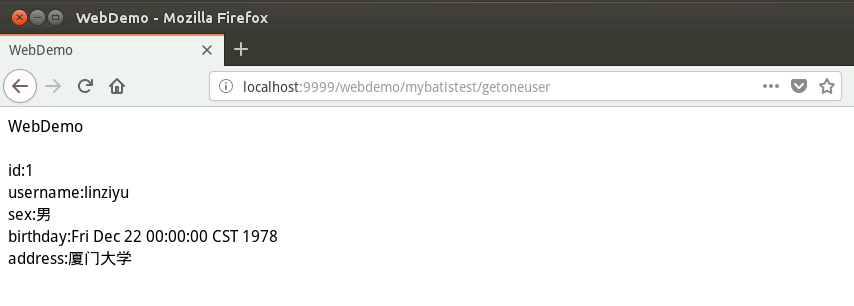 WebDemo - Mozilla Firefox
WebDemo
localhost:9999/webdemo/mybatistest/getoneuser
WebDemo
id:1
username:linziyu
sex:男
birthday:Fri Dec 22 00:00:00 CST 1978
address:厦门大学